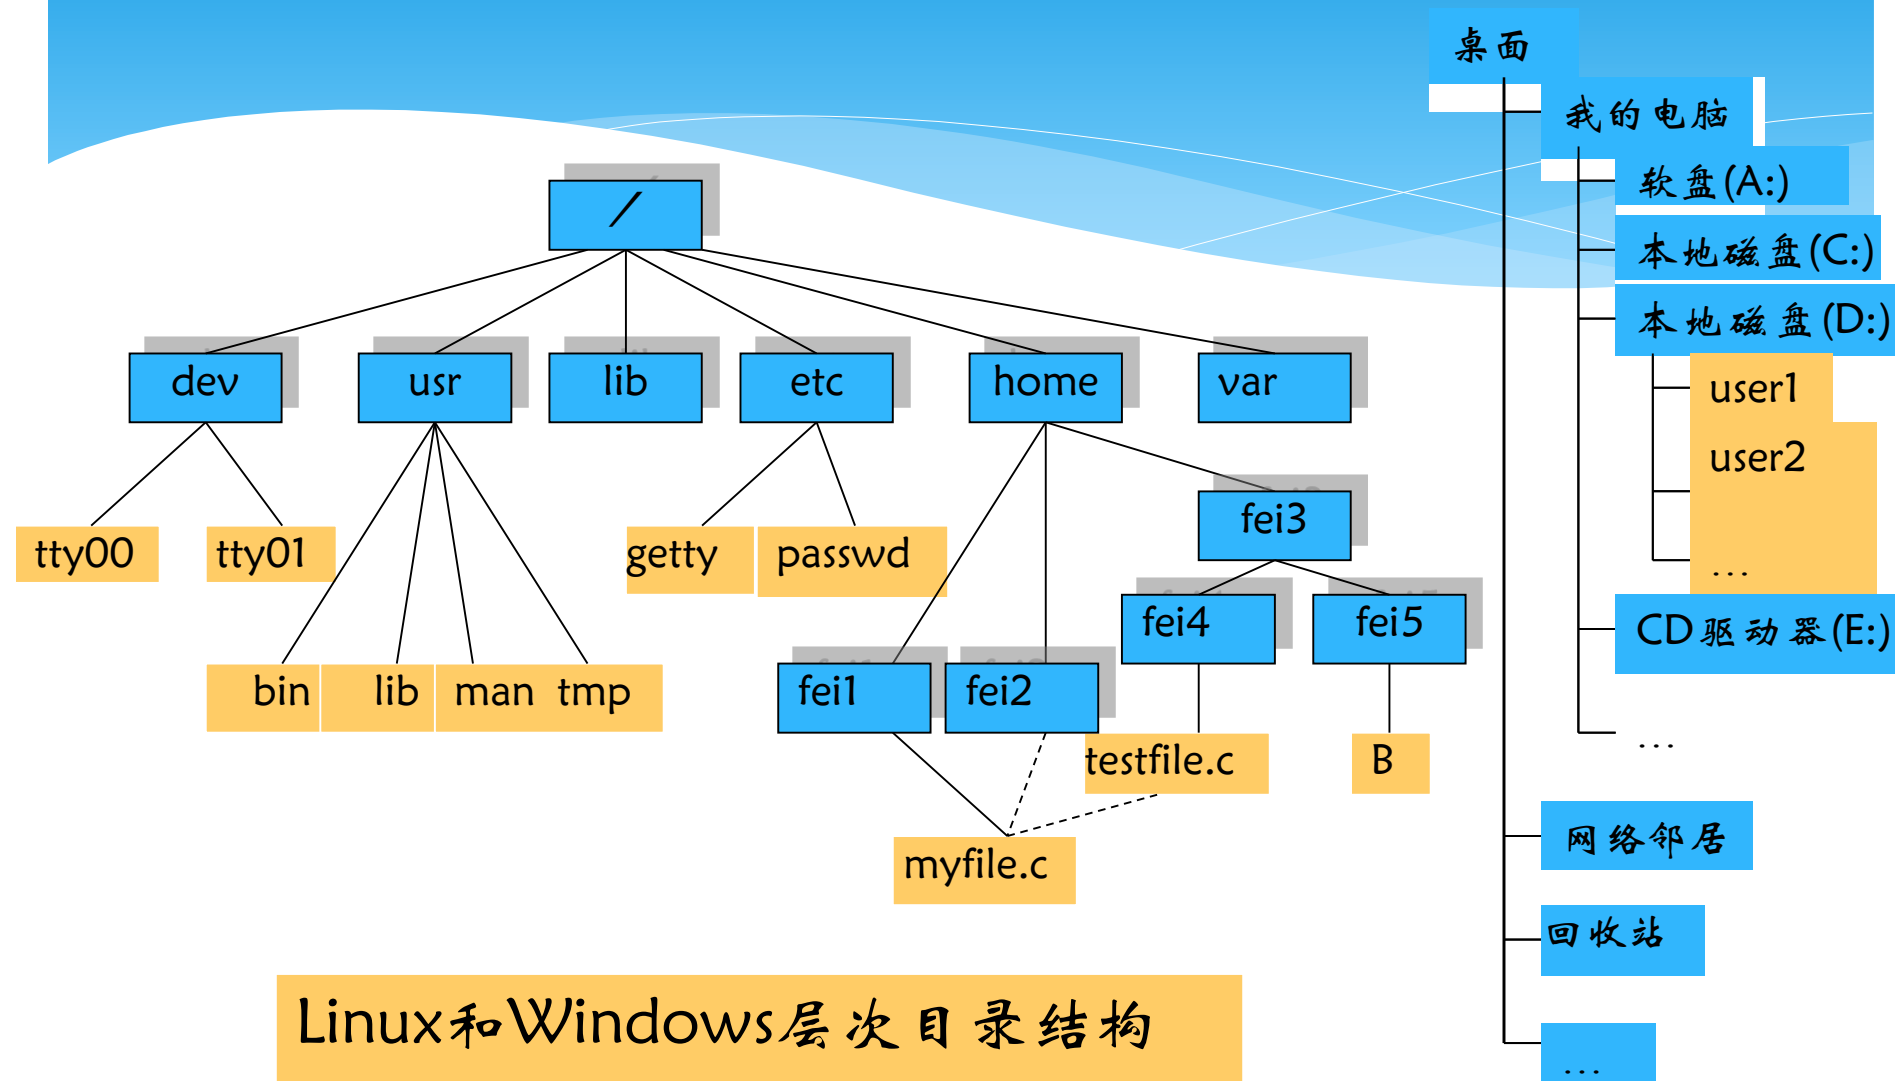 /
dev
usr
lib
etc
home
var
fei3
tty00
tty01
getty
passwd
fei4
fei5
bin
lib
man
tmp
fei1
fei2
testfile.c
B
myfile.c
Linux和Windows层次目录结构
桌面
我的电脑
软盘(A:)
本地磁盘(C:)
本地磁盘(D:)
user1
user2
…
CD驱动器(E:)
…
网络邻居
回收站
…